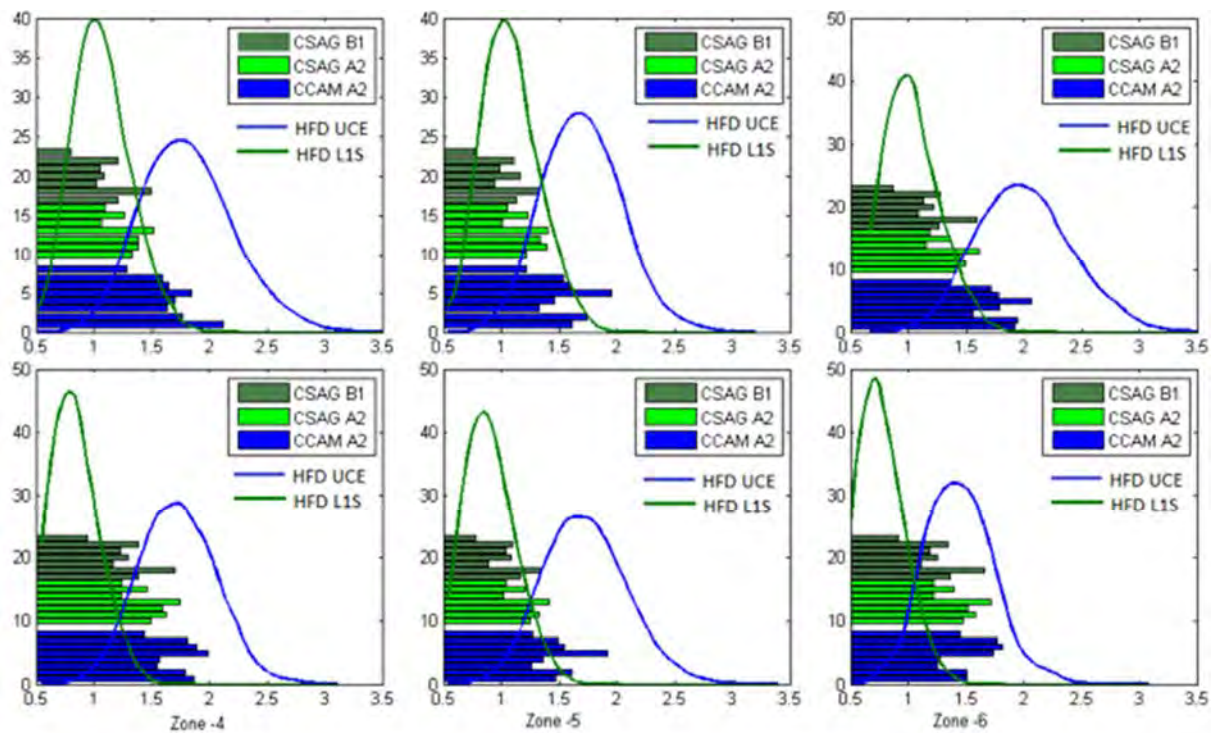 40
35
30
25
20
15
10
5
0
0.5 1 1.5 2 2.5 3 3.5
CSAG B1
CSAG A2
CCAM A2
HFD UCE
HFD L1S
40
35
30
25
20
15
10
5
0
0.5 1 1.5 2 2.5 3 3.5
CSAG B1
CSAG A2
CCAM A2
HFD UCE
HFD L1S
50
40
30
20
10
0
0.5 1 1.5 2 2.5 3 3.5
CSAG B1
CSAG A2
CCAM A2
HFD UCE
HFD L1S
50
40
30
20
10
0
0.5 1 1.5 2 2.5 3 3.5
CSAG B1
CSAG A2
CCAM A2
HFD UCE
HFD L1S
Zone -4
50
40
30
20
10
0
0.5 1 1.5 2 2.5 3 3.5
CSAG B1
CSAG A2
CCAM A2
HFD UCE
HFD L1S
Zone -5
50
40
30
20
10
0
0.5 1 1.5 2 2.5 3 3.5
CSAG B1
CSAG A2
CCAM A2
HFD UCE
HFD L1S
Zone -6